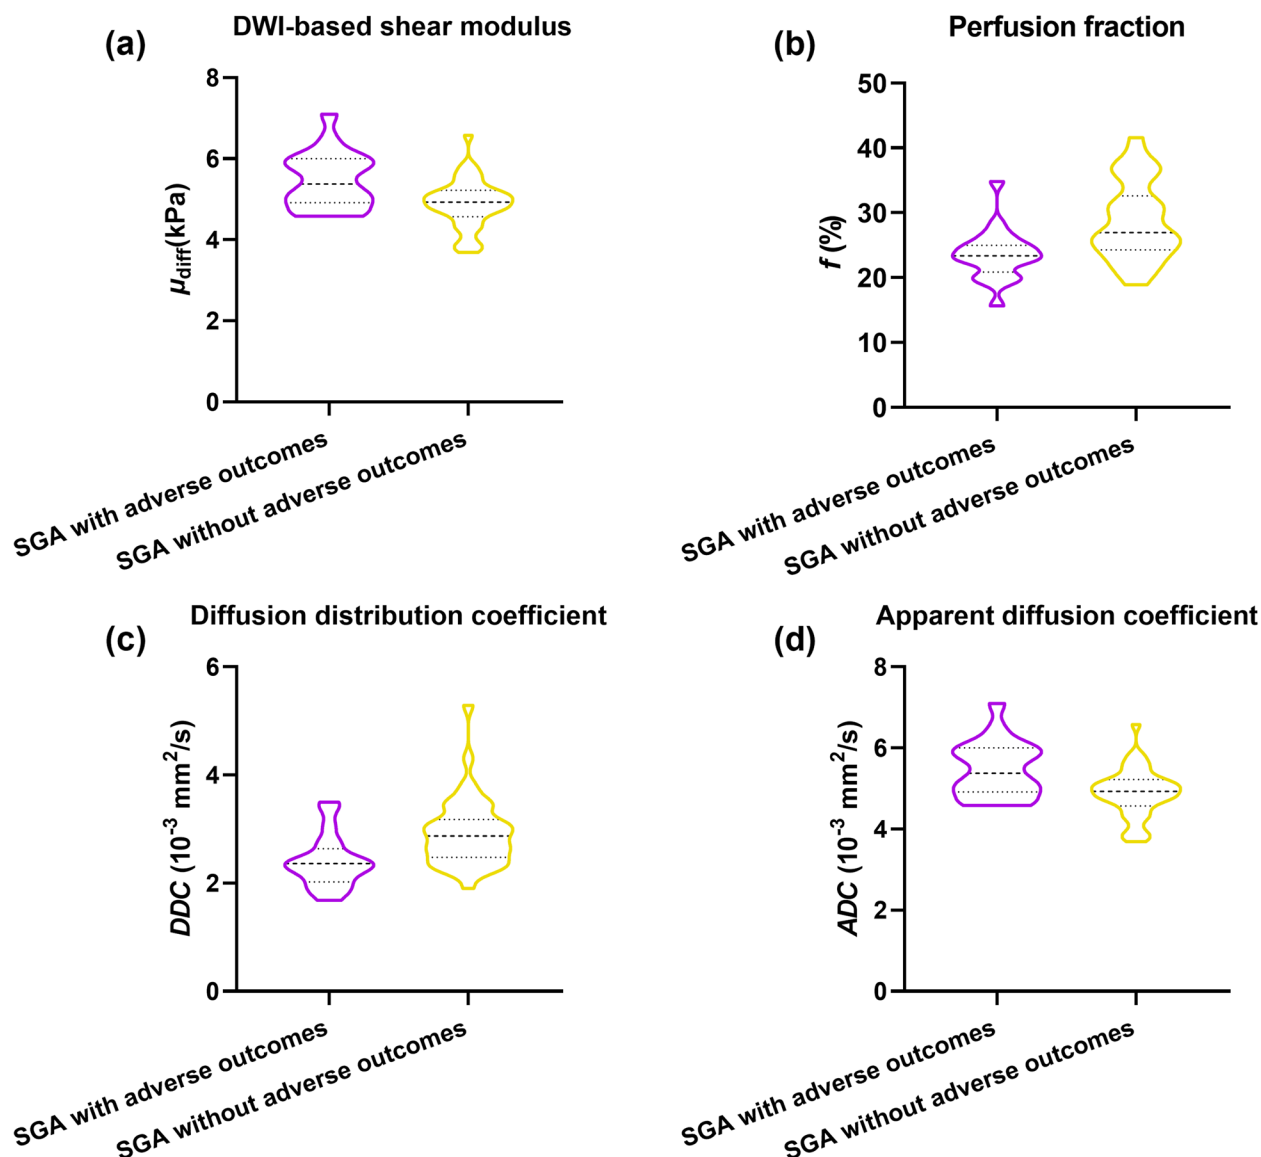 (a)
DWI-based shear modulus
8
6
4
2
0
μdiff(kPa)
SGA with adverse outcomes
SGA without adverse outcomes
(b)
Perfusion fraction
50
40
30
20
10
0
f (%)
SGA with adverse outcomes
SGA without adverse outcomes
(c)
Diffusion distribution coefficient
6
4
2
0
DDC (10⁻³ mm²/s)
SGA with adverse outcomes
SGA without adverse outcomes
(d)
Apparent diffusion coefficient
8
6
4
2
0
ADC (10⁻³ mm²/s)
SGA with adverse outcomes
SGA without adverse outcomes